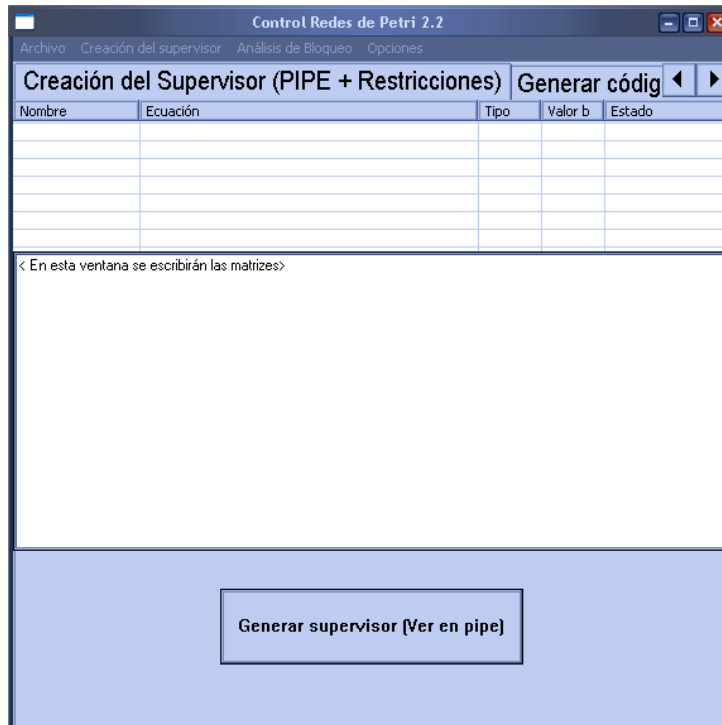 Control Redes de Petri 2.2
Archivo Creación del supervisor Análisis de Bloqueo Opciones
Creación del Supervisor (PIPE + Restricciones) Generar códig
Nombre Ecuación Tipo Valor b Estado
< En esta ventana se escribirán las matrizes>
Generar supervisor (Ver en pipe)